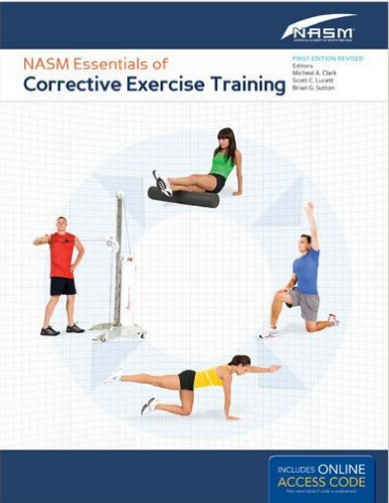 NASM
NASM Essentials of
Corrective Exercise Training
FIRST EDITION REVISED
Editors
Micheal A. Clark
Scott C. Lucett
Brian G. Sutton
INCLUDES ONLINE
ACCESS CODE